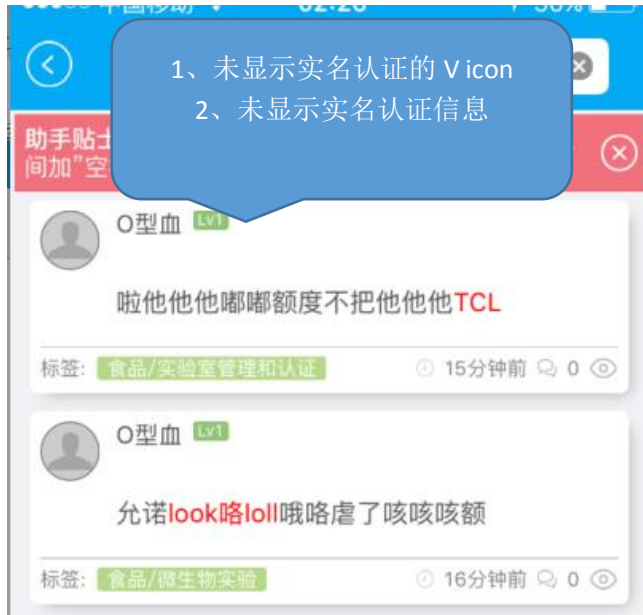 中国移动 02:26 56%
1、未显示实名认证的 V icon
2、未显示实名认证信息
助手贴士
间加"空
O型血 Lv1
啦他他他嘟嘟额度不把他他他TCL
标签: 食品/实验室管理和认证 15分钟前 0
O型血 Lv1
允诺look咯loll哦咯虐了咳咳咳额
标签: 食品/微生物实验 16分钟前 0